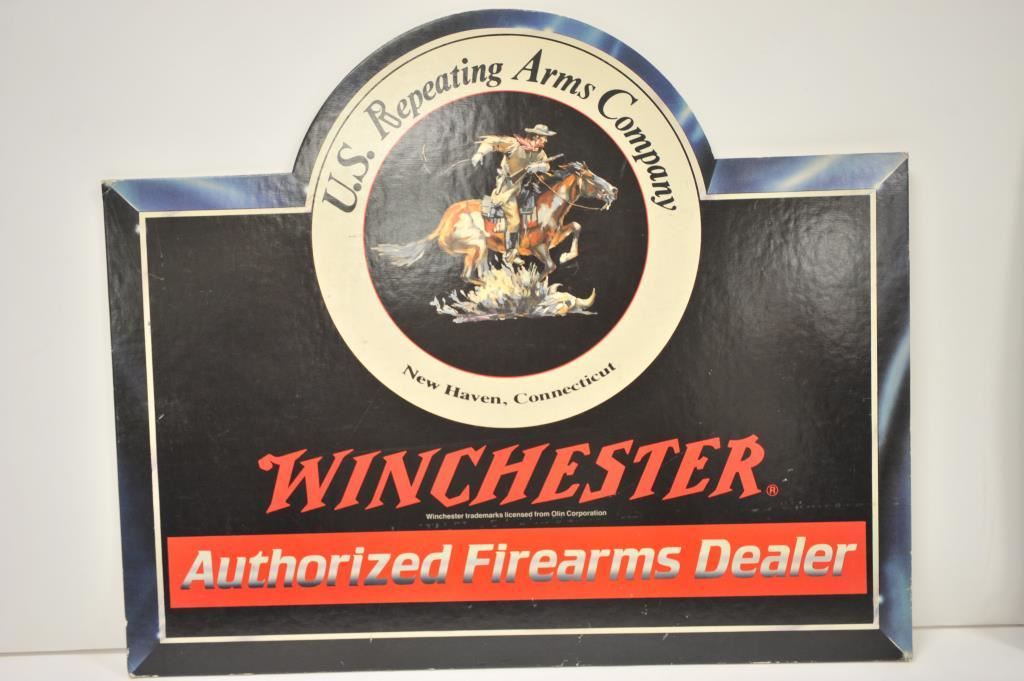 U.S. Repeating Arms Company
New Haven, Connecticut
WINCHESTER®
Winchester trademarks licensed from Olin Corporation
Authorized Firearms Dealer